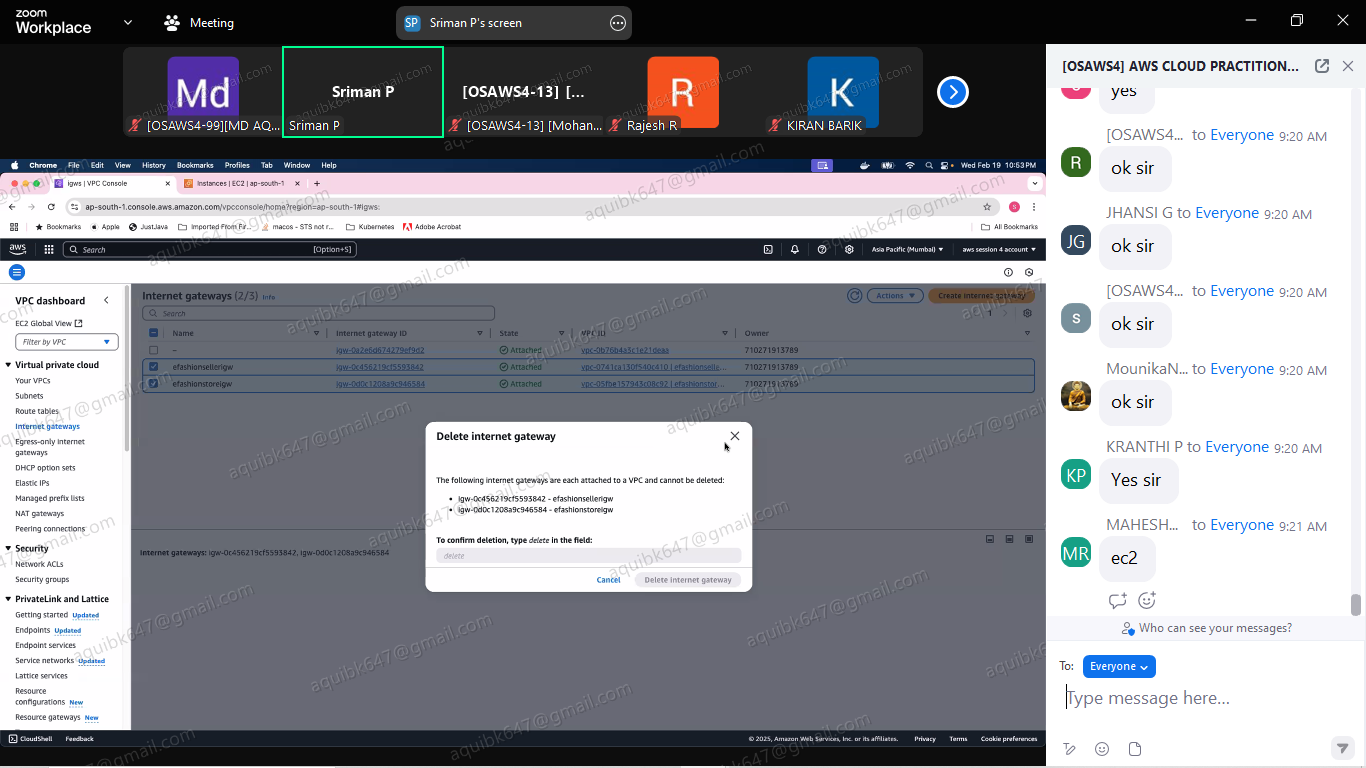 zoom
Workplace
Meeting
SP
Sriman P's screen
Md
[OSAWS4-99][MD AQ...
Sriman P
Sriman P
[OSAWS4-13] [...
[OSAWS4-13] [Mohan...
R
Rajesh R
K
KIRAN BARIK
Chrome File Edit View History Bookmarks Profiles Tab Window Help
Wed Feb 19 10:53 PM
igws | VPC Console
Instances | EC2 | ap-south-1
ap-south-1.console.aws.amazon.com/vpcconsole/home?region=ap-south-1#igws:
Bookmarks Apple JustJava Imported From Fir... macos - STS not r... Kubernetes Adobe Acrobat All Bookmarks
aws Search [Option+S] Asia Pacific (Mumbai) aws session 4 account
VPC dashboard
EC2 Global View
Filter by VPC
Virtual private cloud
Your VPCs
Subnets
Route tables
Internet gateways
Egress-only internet
gateways
DHCP option sets
Elastic IPs
Managed prefix lists
NAT gateways
Peering connections
Security
Network ACLs
Security groups
PrivateLink and Lattice
Getting started Updated
Endpoints Updated
Endpoint services
Service networks Updated
Lattice services
Resource
configurations New
Resource gateways New
Internet gateways (2/3) Info
Actions
Create internet gateway
Search
1
Name Internet gateway ID State VPC ID Owner
– igw-0a2e6d674279ef9d2 Attached vpc-0b76b4a3c1e21deaa 710271913789
efashionsellerigw igw-0c456219cf5593842 Attached vpc-0741ca130f540c410 | efashionselle... 710271913789
efashionstoreigw igw-0d0c1208a9c946584 Attached vpc-05fbe157943c08c92 | efashionstor... 710271913789
Delete internet gateway
The following internet gateways are each attached to a VPC and cannot be deleted:
• igw-0c456219cf5593842 - efashionsellerigw
• igw-0d0c1208a9c946584 - efashionstoreigw
To confirm deletion, type delete in the field:
delete
Cancel
Delete internet gateway
Internet gateways: igw-0c456219cf5593842, igw-0d0c1208a9c946584
CloudShell Feedback
© 2025, Amazon Web Services, Inc. or its affiliates. Privacy Terms Cookie preferences
[OSAWS4] AWS CLOUD PRACTITION...
yes
[OSAWS4... to Everyone 9:20 AM
R
ok sir
JHANSI G to Everyone 9:20 AM
JG
ok sir
[OSAWS4... to Everyone 9:20 AM
S
ok sir
MounikaN... to Everyone 9:20 AM
ok sir
KRANTHI P to Everyone 9:20 AM
KP
Yes sir
MAHESH... to Everyone 9:21 AM
MR
ec2
Who can see your messages?
To: Everyone
Type message here...
aquibk647@gmail.com